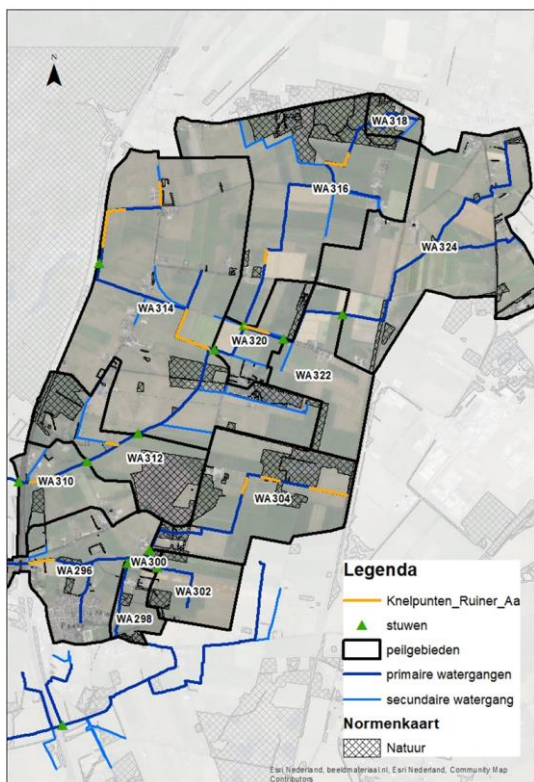 N
WA318
WA316
WA324
WA314
WA320
WA322
WA312
WA310
WA304
WA300
WA296
WA302
WA298
Legenda
Knelpunten_Ruiner_Aa
stuwen
peilgebieden
primaire watergangen
secundaire watergang
Normenkaart
Natuur
Esri Nederland, beeldmateriaal.nl, Esri Nederland, Community Map
Contributors